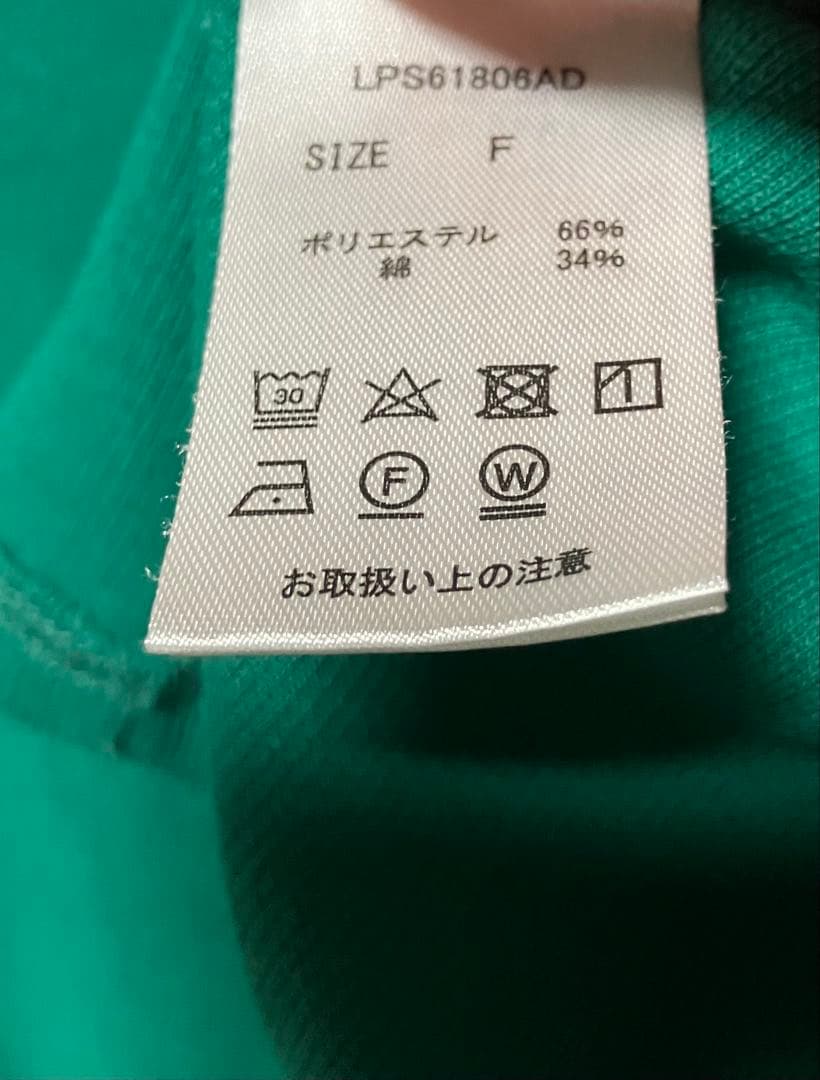 LPS61806AD
SIZE F
ポリエステル 66%
綿 34%
30
F W
お取扱い上の注意